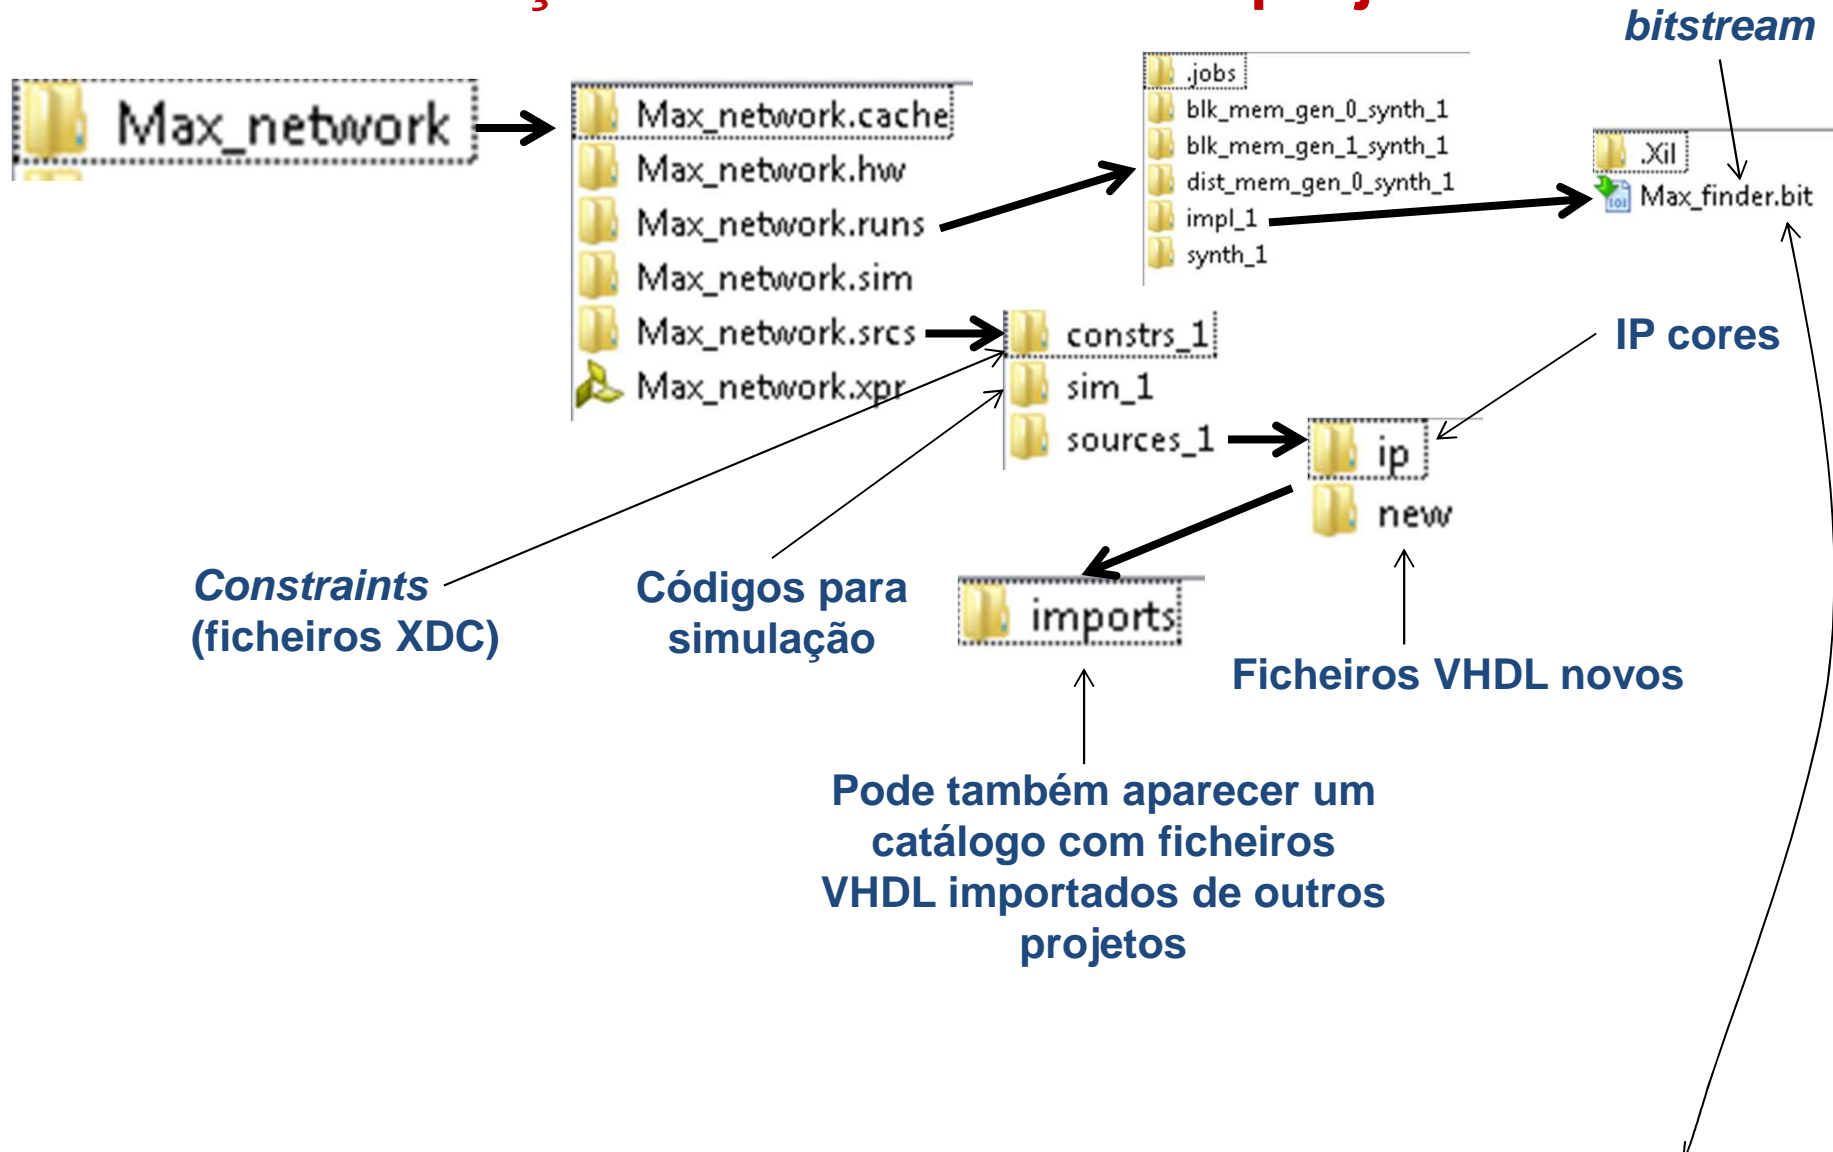 bitstream
Max_network
Max_network.cache
Max_network.hw
Max_network.runs
Max_network.sim
Max_network.srcs
Max_network.xpr
.jobs
blk_mem_gen_0_synth_1
blk_mem_gen_1_synth_1
dist_mem_gen_0_synth_1
impl_1
synth_1
.Xil
Max_finder.bit
constrs_1
sim_1
sources_1
IP cores
ip
new
Constraints
(ficheiros XDC)
Códigos para
simulação
imports
Ficheiros VHDL novos
Pode também aparecer um
catálogo com ficheiros
VHDL importados de outros
projetos